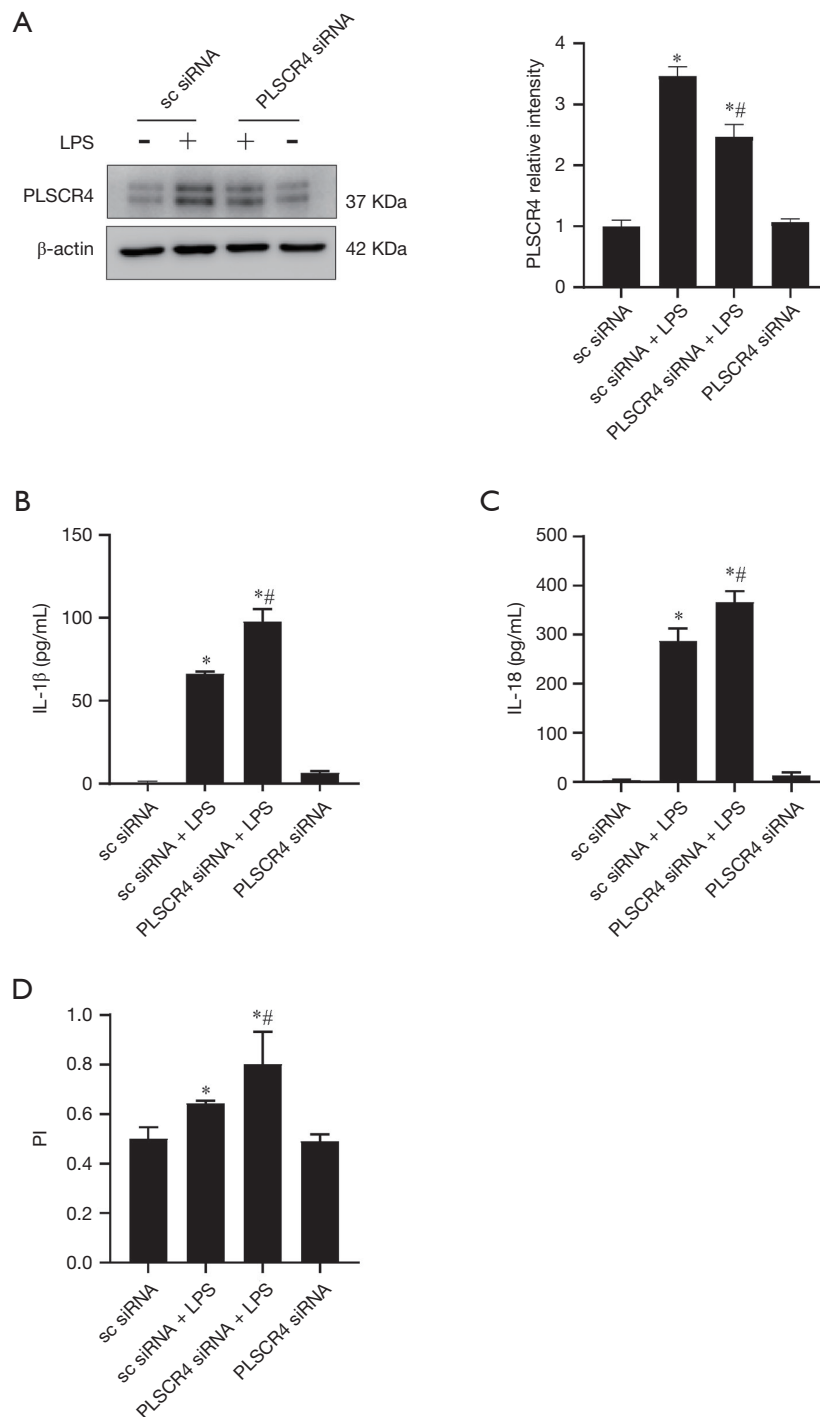 A
sc siRNA
PLSCR4 siRNA
LPS
- + + -
PLSCR4
37 KDa
β-actin
42 KDa
PLSCR4 relative intensity
4
3
2
1
0
*
*#
sc siRNA
sc siRNA + LPS
PLSCR4 siRNA + LPS
PLSCR4 siRNA
B
IL-1β (pg/mL)
150
100
50
0
*
*#
sc siRNA
sc siRNA + LPS
PLSCR4 siRNA + LPS
PLSCR4 siRNA
C
IL-18 (pg/mL)
500
400
300
200
100
0
*
*#
sc siRNA
sc siRNA + LPS
PLSCR4 siRNA + LPS
PLSCR4 siRNA
D
PI
1.0
0.8
0.6
0.4
0.2
0.0
*
*#
sc siRNA
sc siRNA + LPS
PLSCR4 siRNA + LPS
PLSCR4 siRNA